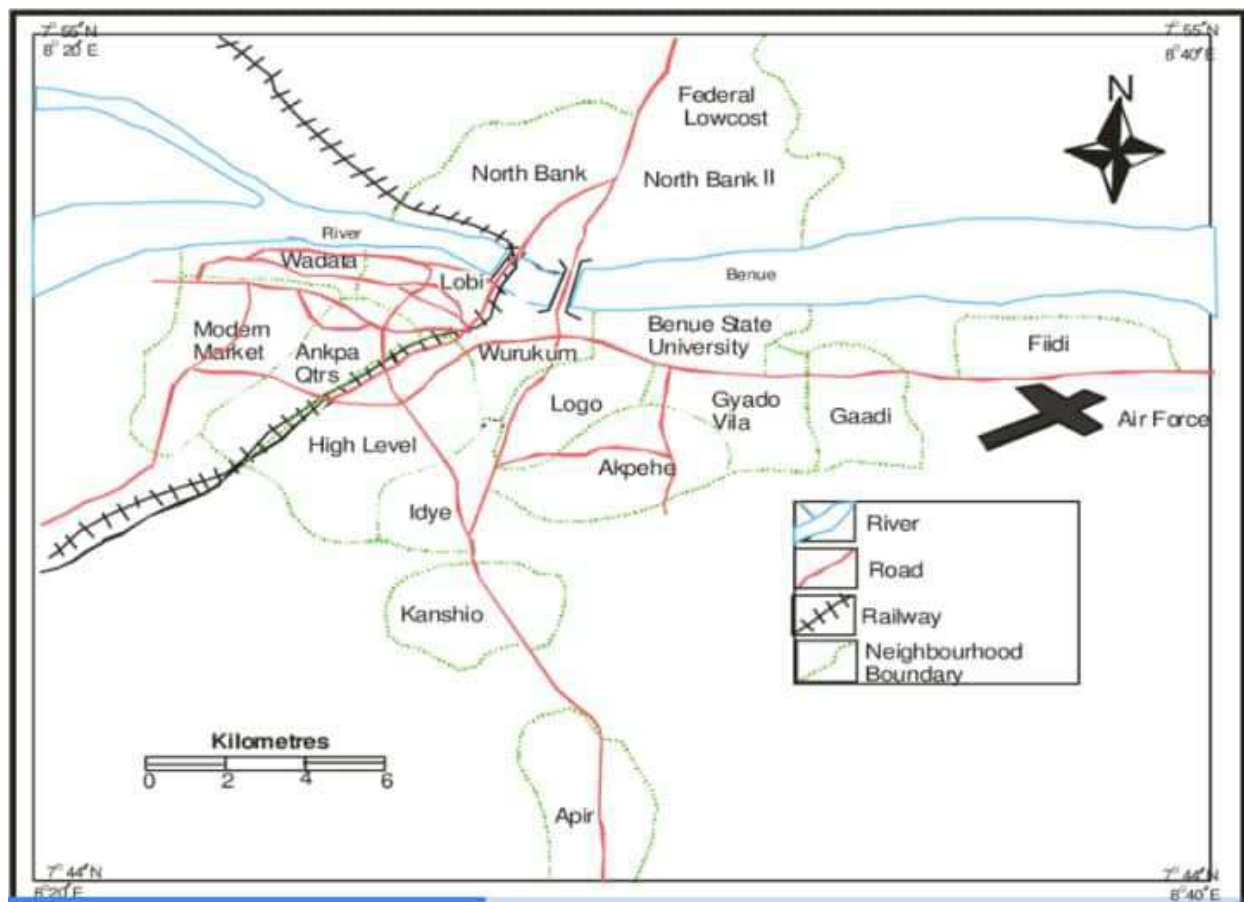 7° 55' N
8° 20' E
7° 55' N
8° 40' E
N
Federal
Lowcost
North Bank
North Bank II
River
Wadata
Lobi
Benue
Modern
Market
Ankpa
Qtrs
Wurukum
Benue State
University
Fiidi
Logo
Gyado
Vila
Gaadi
Air Force
High Level
Akpehe
Idye
River
Road
Kanshio
Railway
Neighbourhood
Boundary
Kilometres
0 2 4 6
Apir
7° 44' N
8° 20' E
7° 44' N
8° 40' E